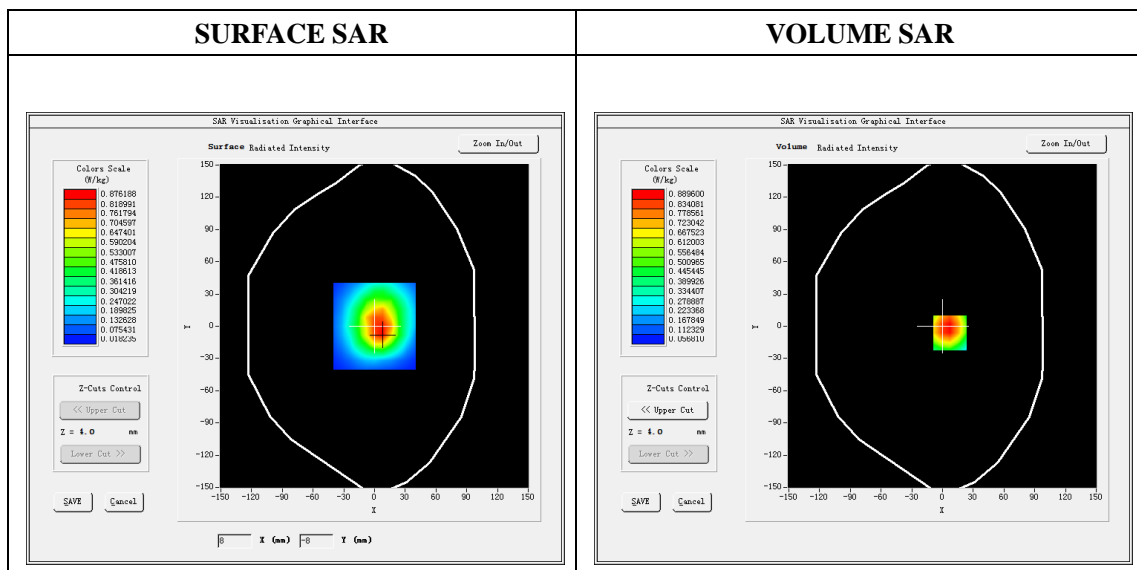 SURFACE SAR
VOLUME SAR
SAR Visualisation Graphical Interface
Surface Radiated Intensity
Zoom In/Out
Colors Scale
(W/kg)
0.876188
0.818991
0.761794
0.704597
0.647401
0.590204
0.533007
0.475810
0.418613
0.361416
0.304219
0.247022
0.189825
0.132628
0.075431
0.018235
150
120
90
60
30
0
-30
-60
-90
-120
-150
Y
-150 -120 -90 -60 -30 0 30 60 90 120 150
X
Z-Cuts Control
<< Upper Cut
Z = 4.0 mm
Lower Cut >>
SAVE Cancel
8 X (mm) -8 Y (mm)
SAR Visualisation Graphical Interface
Volume Radiated Intensity
Zoom In/Out
Colors Scale
(W/kg)
0.889600
0.834081
0.778561
0.723042
0.667523
0.612003
0.556484
0.500965
0.445445
0.389926
0.334407
0.278887
0.223368
0.167849
0.112329
0.056810
150
120
90
60
30
0
-30
-60
-90
-120
-150
Y
-150 -120 -90 -60 -30 0 30 60 90 120 150
X
Z-Cuts Control
<< Upper Cut
Z = 4.0 mm
Lower Cut >>
SAVE Cancel